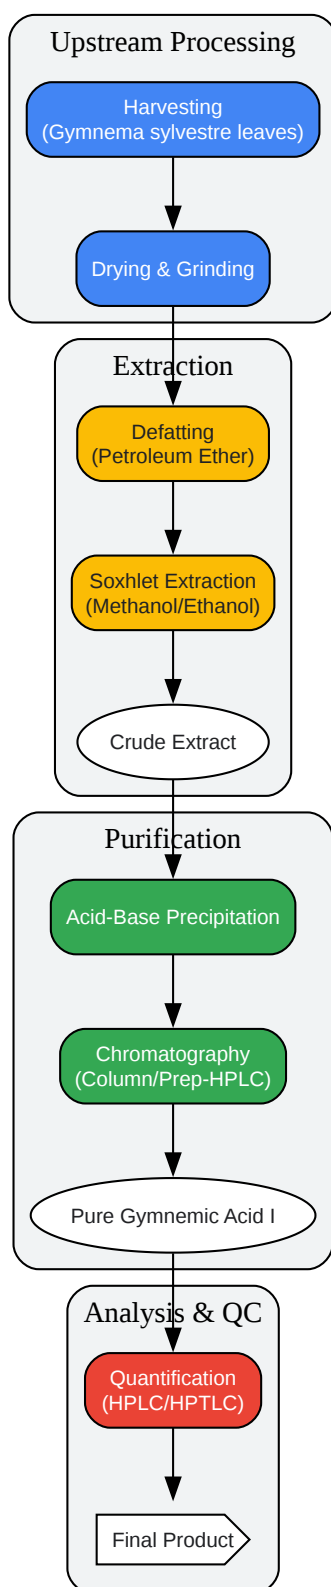 Upstream Processing
Harvesting
(Gymnema sylvestre leaves)
Drying & Grinding
Extraction
Defatting
(Petroleum Ether)
Soxhlet Extraction
(Methanol/Ethanol)
Crude Extract
Purification
Acid-Base Precipitation
Chromatography
(Column/Prep-HPLC)
Pure Gymnemic Acid I
Analysis & QC
Quantification
(HPLC/HPTLC)
Final Product